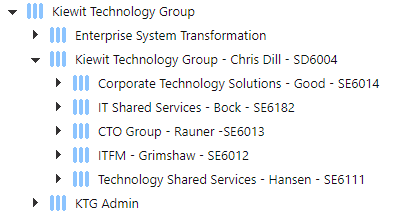 Kiewit Technology Group
Enterprise System Transformation
Kiewit Technology Group - Chris Dill - SD6004
Corporate Technology Solutions - Good - SE6014
IT Shared Services - Bock - SE6182
CTO Group - Rauner -SE6013
ITFM - Grimshaw - SE6012
Technology Shared Services - Hansen - SE6111
KTG Admin